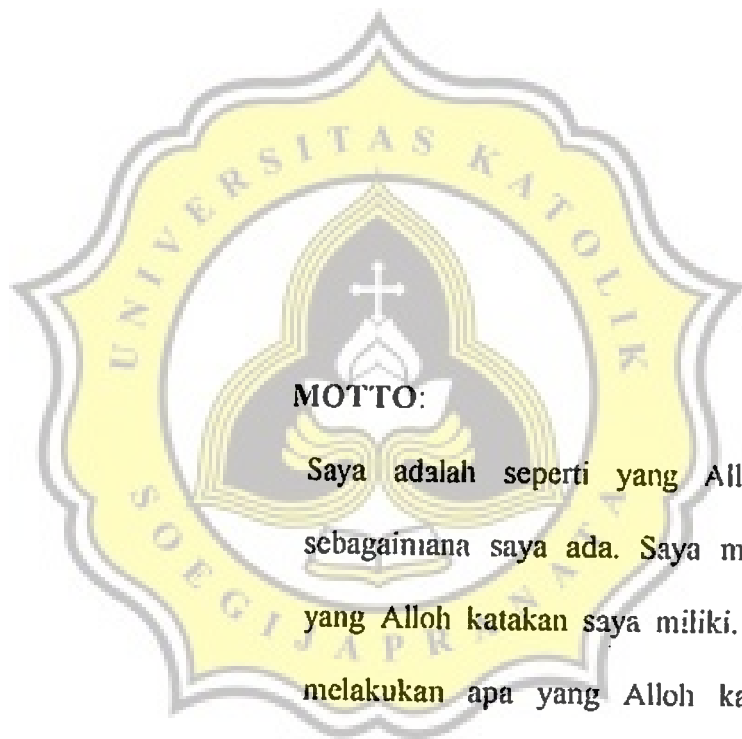 UNIVERSITAS KATOLIK
SOEGIJAPRANATA
MOTTO:
Saya adalah seperti yang
sebagaimana saya ada. Saya
yang Alloh katakan saya miliki.
melakukan apa yang Alloh